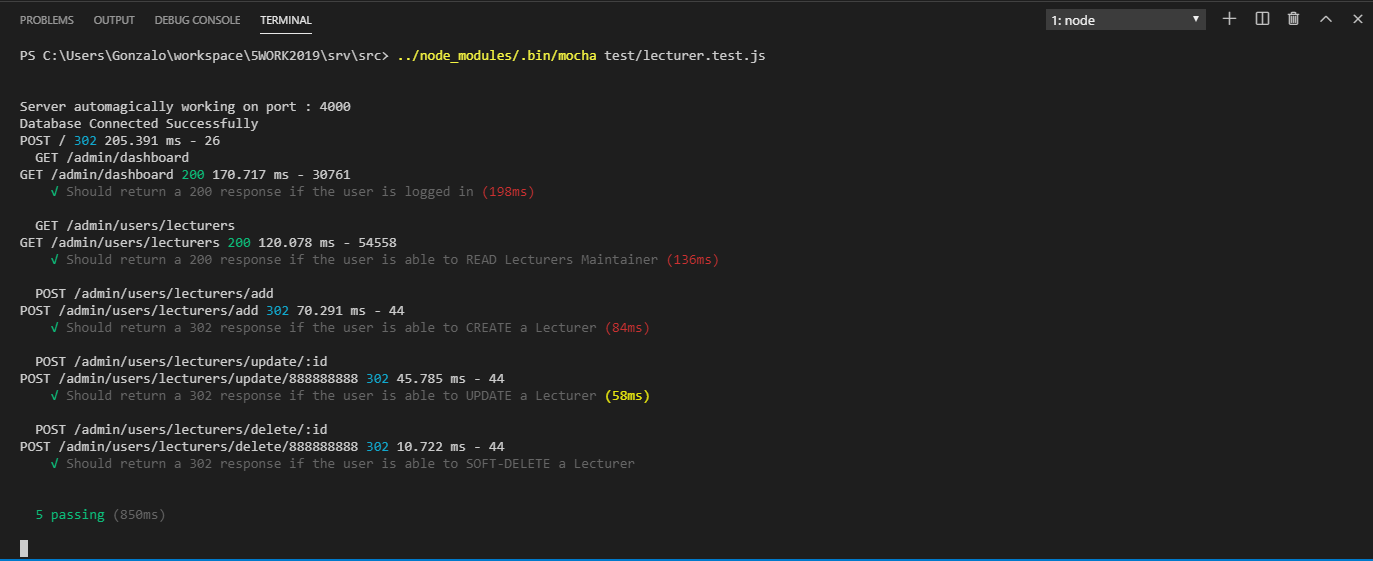 PROBLEMS OUTPUT DEBUG CONSOLE TERMINAL 1: node
PS C:\Users\Gonzalo\workspace\5WORK2019\srv\src> ../node_modules/.bin/mocha test/lecturer.test.js
Server automagically working on port : 4000
Database Connected Successfully
POST / 302 205.391 ms - 26
GET /admin/dashboard
GET /admin/dashboard 200 170.717 ms - 30761
√ Should return a 200 response if the user is logged in (198ms)
GET /admin/users/lecturers
GET /admin/users/lecturers 200 120.078 ms - 54558
√ Should return a 200 response if the user is able to READ Lecturers Maintainer (136ms)
POST /admin/users/lecturers/add
POST /admin/users/lecturers/add 302 70.291 ms - 44
√ Should return a 302 response if the user is able to CREATE a Lecturer (84ms)
POST /admin/users/lecturers/update/:id
POST /admin/users/lecturers/update/888888888 302 45.785 ms - 44
√ Should return a 302 response if the user is able to UPDATE a Lecturer (58ms)
POST /admin/users/lecturers/delete/:id
POST /admin/users/lecturers/delete/888888888 302 10.722 ms - 44
√ Should return a 302 response if the user is able to SOFT-DELETE a Lecturer
5 passing (850ms)